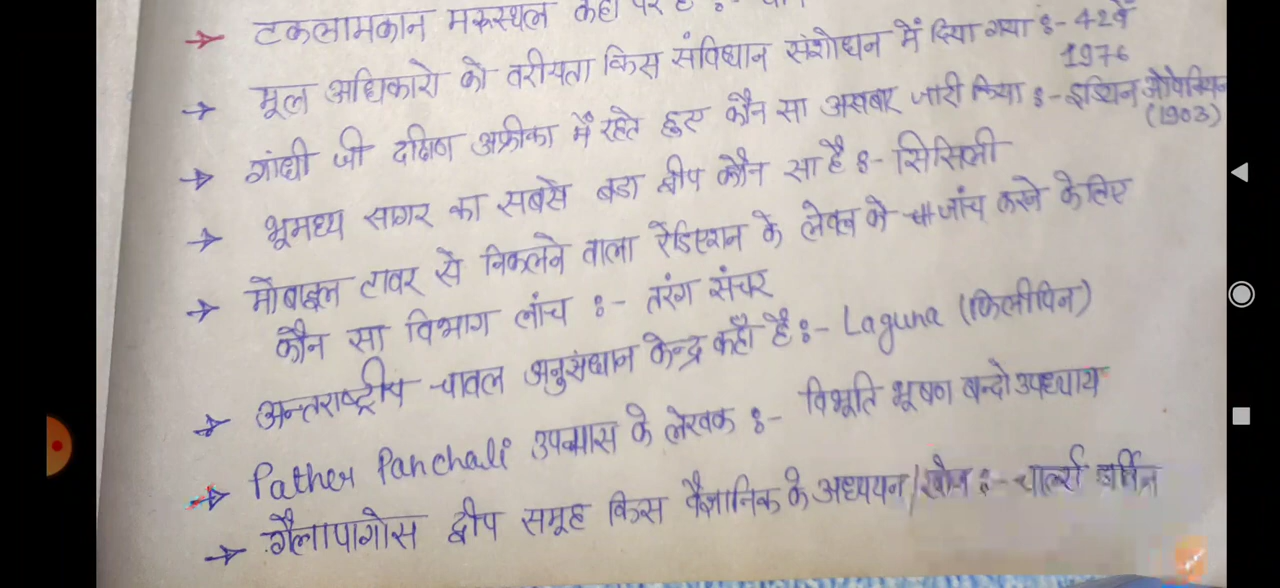 → टकलामकान मरूस्थल कहाँ पर है :-
→ मूल अधिकारो को वरीयता किस संविधान संशोधन में दिया गया :- 42वें
1976
→ गांधी जी दक्षिण अफ्रीका में रहते हुए कौन सा अखबार जारी किया :- इण्डियन ओपिनियन
(1903)
→ भूमध्य सागर का सबसे बडा द्वीप कौन सा है :- सिसिली
→ मोबाइल टावर से निकलने वाला रेडिएशन के लेवल को जांच करने के लिए
कौन सा विभाग लांच :- तरंग संचर
→ अन्तराष्ट्रीय चावल अनुसंधान केन्द्र कहाँ है :- Laguna (फिलीपिन)
→ Pather Panchali उपन्यास के लेखक :- विभूति भूषण बन्दोउपध्याय
→ गैलापागोस द्वीप समूह किस वैज्ञानिक के अध्ययन/खोज :- चार्ल्स डार्विन